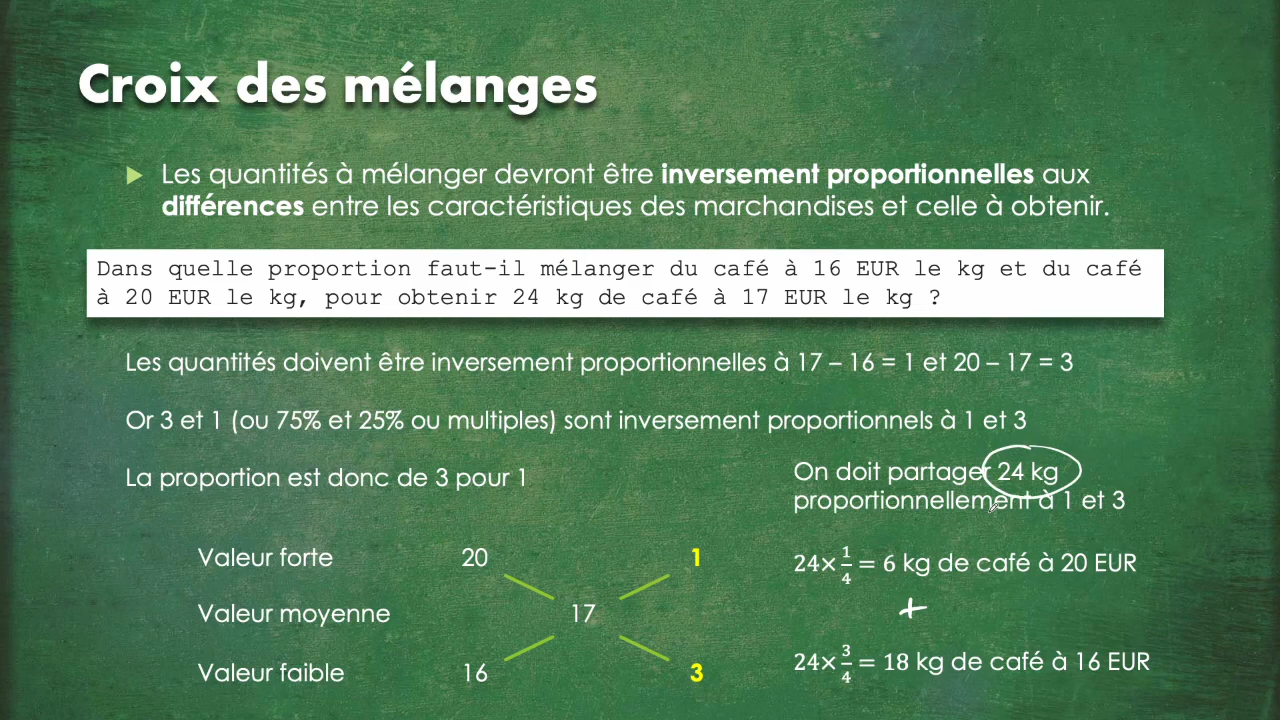 Croix des mélanges
Les quantités à mélanger devront être inversement proportionnelles aux
différences entre les caractéristiques des marchandises et celle à obtenir.
Dans quelle proportion faut-il mélanger du café à 16 EUR le kg et du café
à 20 EUR le kg, pour obtenir 24 kg de café à 17 EUR le kg ?
Les quantités doivent être inversement proportionnelles à 17 – 16 = 1 et 20 – 17 = 3
Or 3 et 1 (ou 75% et 25% ou multiples) sont inversement proportionnels à 1 et 3
La proportion est donc de 3 pour 1
On doit partager 24 kg
proportionnellement à 1 et 3
Valeur forte 20 1
Valeur moyenne 17
Valeur faible 16 3
24× 1/4 = 6 kg de café à 20 EUR
+
24× 3/4 = 18 kg de café à 16 EUR